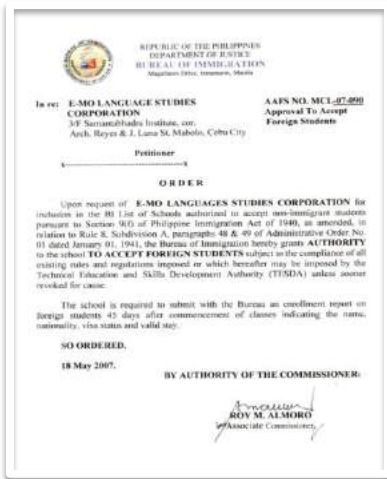 REPUBLIC OF THE PHILIPPINES
DEPARTMENT OF JUSTICE
BUREAU OF IMMIGRATION
Magallanes Drive, Intramuros, Manila
In re: E-MO LANGUAGE STUDIES
CORPORATION
3/F Samantabhadra Institute, cor.
Arch. Reyes & J. Luna St. Mabolo, Cebu City
Petitioner
x-----------------------------------x
AAFS NO. MCL-07-090
Approval To Accept
Foreign Students
ORDER
Upon request of E-MO LANGUAGES STUDIES CORPORATION for
inclusion in the BI List of Schools authorized to accept non-immigrant students
pursuant to Section 9(f) of Philippine Immigration Act of 1940, as amended, in
relation to Rule 8, Subdivision A, paragraphs 48 & 49 of Administrative Order No.
01 dated January 01, 1941, the Bureau of Immigration hereby grants AUTHORITY
to the school TO ACCEPT FOREIGN STUDENTS subject to the compliance of all
existing rules and regulations imposed or which hereafter may be imposed by the
Technical Education and Skills Development Authority (TESDA) unless sooner
revoked for cause.
The school is required to submit with the Bureau an enrollment report on
foreign students 45 days after commencement of classes indicating the name,
nationality, visa status and valid stay.
SO ORDERED.
18 May 2007.
BY AUTHORITY OF THE COMMISSIONER:
ROY M. ALMORO
Associate Commissioner